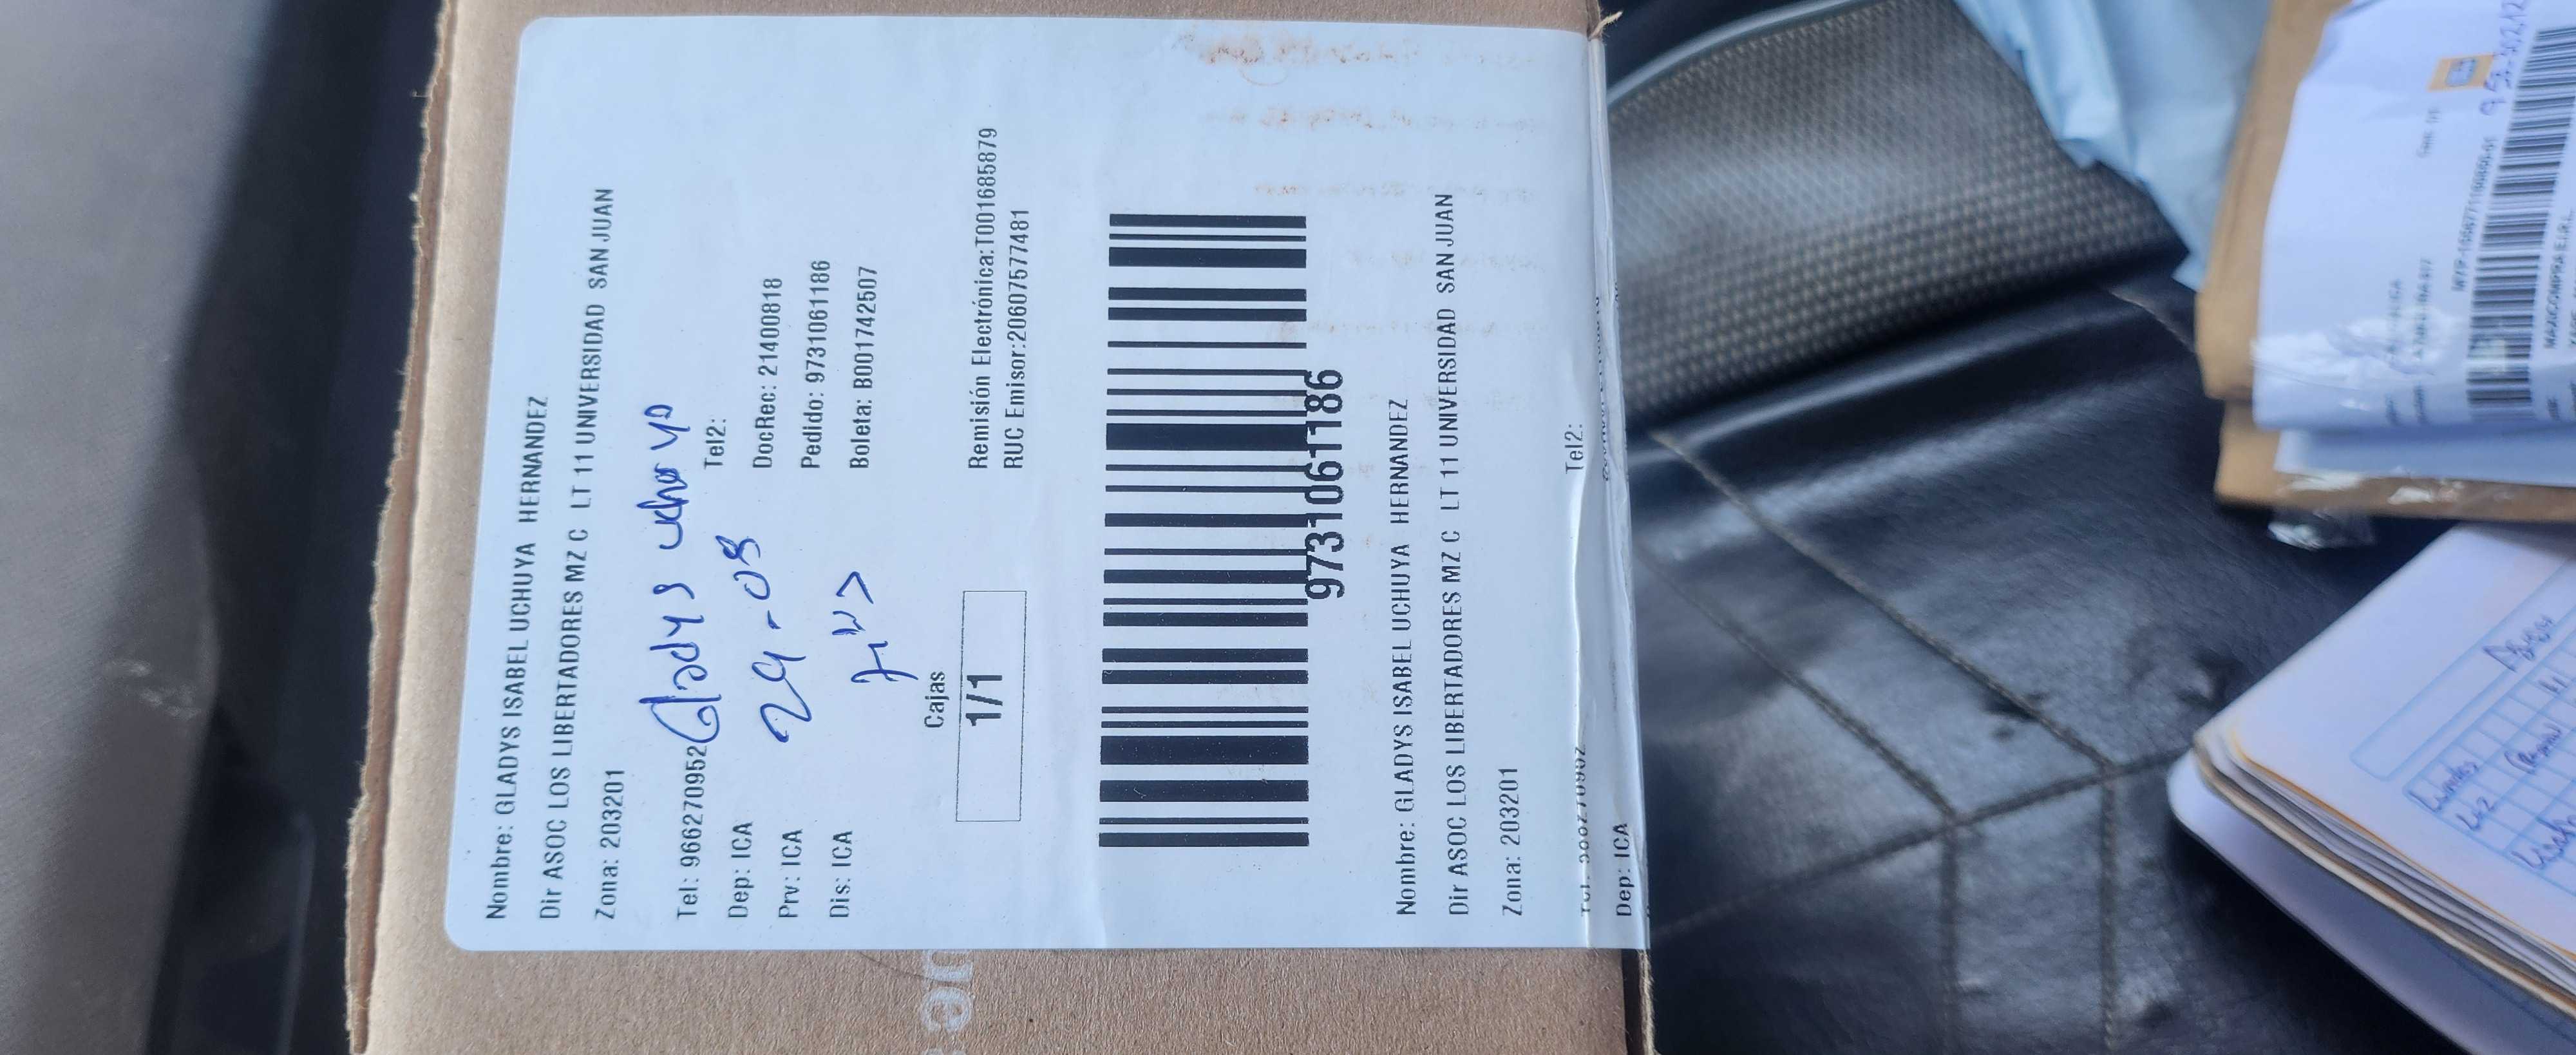 Nombre: GLADYS ISABEL UCHUYA HERNANDEZ
Dir ASOC LOS LIBERTADORES MZ C LT 11 UNIVERSIDAD SAN JUAN
Zona: 203201
Tel: 966270952 Tel2:
Gladys
Dep: ICA DocRec: 21400818
29-08
Prv: ICA Pedido: 9731061186
Dis: ICA Boleta: B001742507
Cajas
1/1
Remisión Electrónica:T001685879
RUC Emisor:20607577481
9731061186
Nombre: GLADYS ISABEL UCHUYA HERNANDEZ
Dir ASOC LOS LIBERTADORES MZ C LT 11 UNIVERSIDAD SAN JUAN
Zona: 203201
Tel2:
Dep: ICA
ue